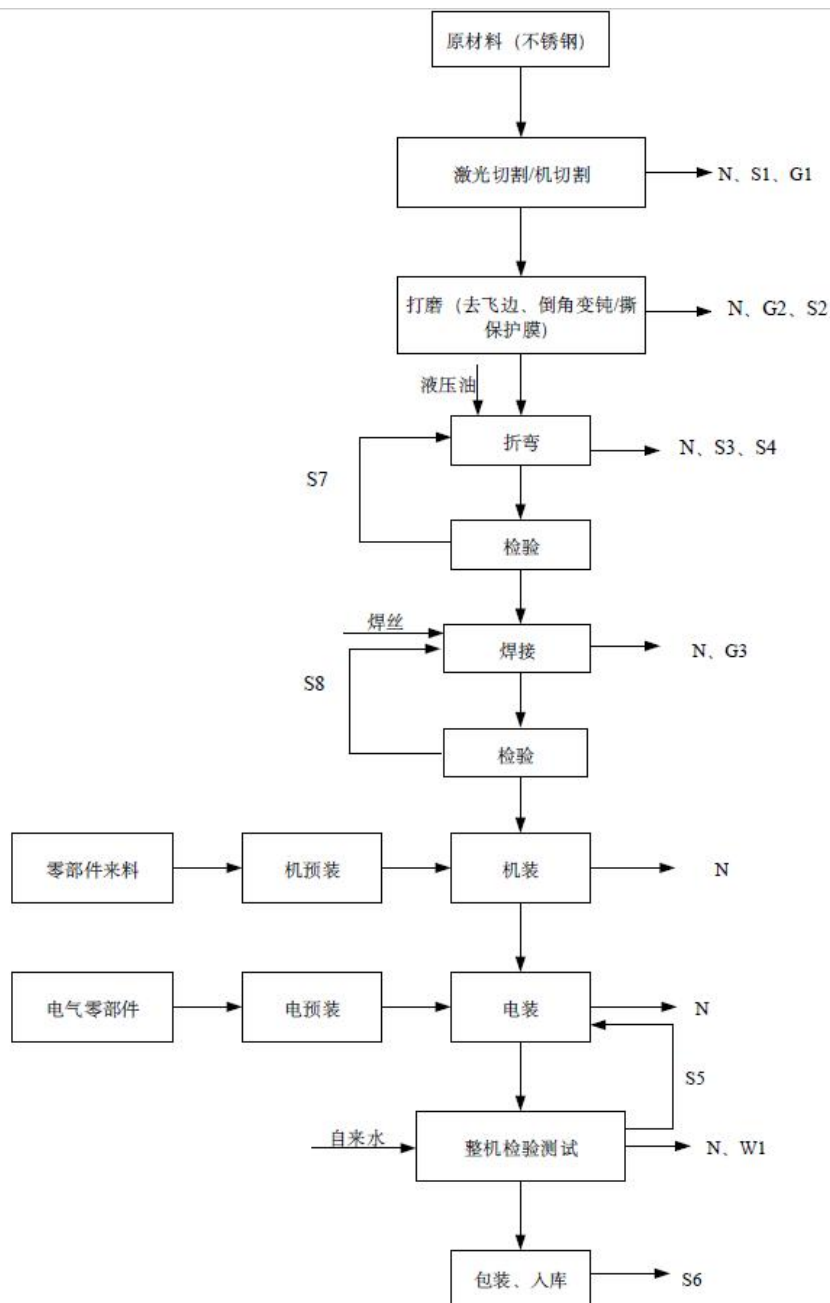 原材料（不锈钢）
激光切割/机切割
N、S1、G1
打磨（去飞边、倒角变钝/撕
保护膜）
N、G2、S2
液压油
折弯
N、S3、S4
S7
检验
焊丝
焊接
N、G3
S8
检验
零部件来料
机预装
机装
N
电气零部件
电预装
电装
N
S5
自来水
整机检验测试
N、W1
包装、入库
S6